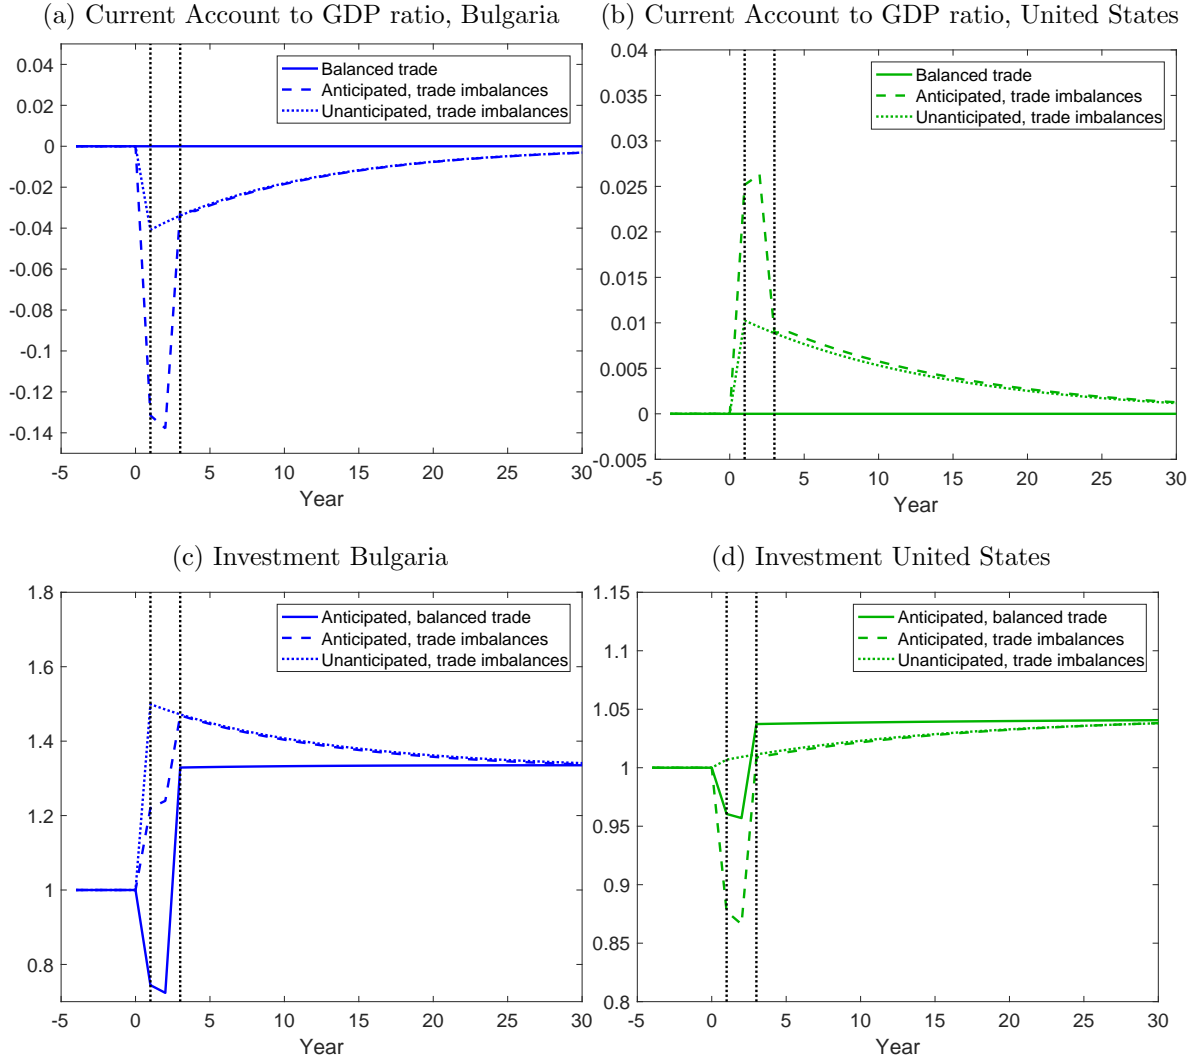 (a) Current Account to GDP ratio, Bulgaria
0.04
0.02
0
-0.02
-0.04
-0.06
-0.08
-0.1
-0.12
-0.14
Balanced trade
Anticipated, trade imbalances
Unanticipated, trade imbalances
-5 0 5 10 15 20 25 30
Year
(b) Current Account to GDP ratio, United States
0.04
0.035
0.03
0.025
0.02
0.015
0.01
0.005
0
-0.005
Balanced trade
Anticipated, trade imbalances
Unanticipated, trade imbalances
-5 0 5 10 15 20 25 30
Year
(c) Investment Bulgaria
1.8
1.6
1.4
1.2
1
0.8
Anticipated, balanced trade
Anticipated, trade imbalances
Unanticipated, trade imbalances
-5 0 5 10 15 20 25 30
Year
(d) Investment United States
1.15
1.1
1.05
1
0.95
0.9
0.85
0.8
Anticipated, balanced trade
Anticipated, trade imbalances
Unanticipated, trade imbalances
-5 0 5 10 15 20 25 30
Year